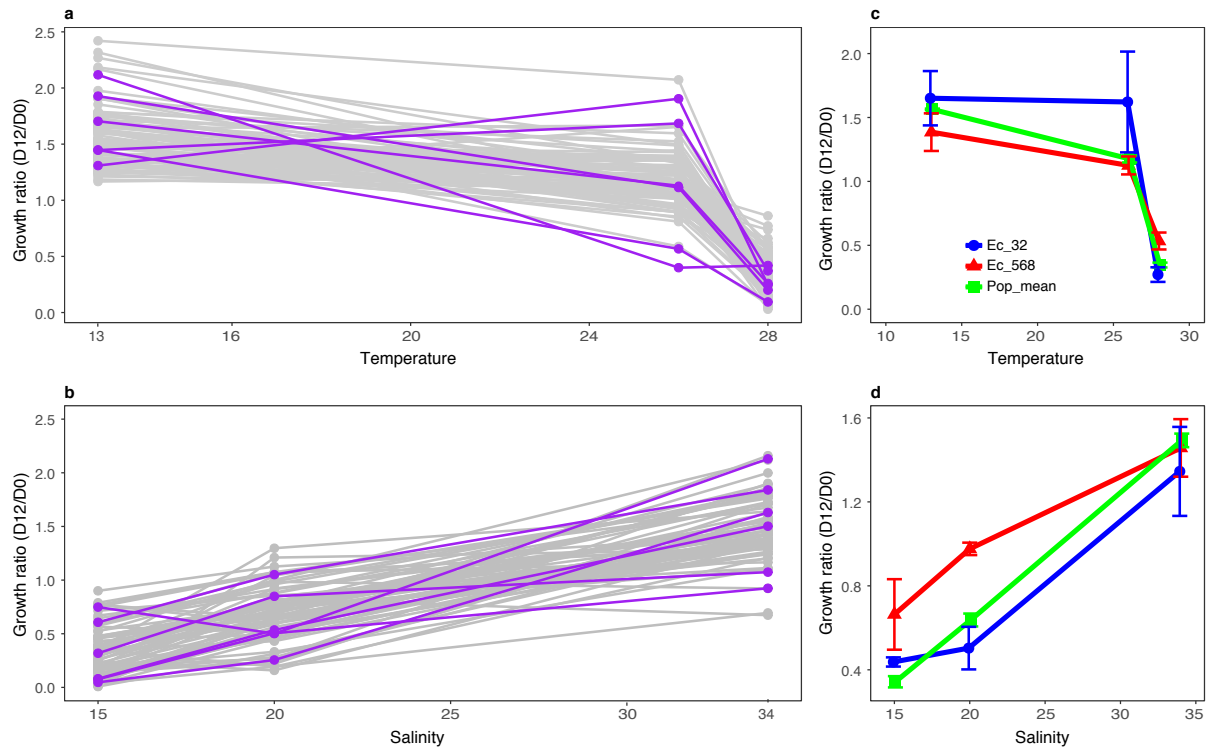 a
Growth ratio (D12/D0)
2.5
2.0
1.5
1.0
0.5
0.0
13
16
20
24
28
Temperature
c
Growth ratio (D12/D0)
2.0
1.5
1.0
0.5
0.0
Ec_32
Ec_568
Pop_mean
10
15
20
25
30
Temperature
b
Growth ratio (D12/D0)
2.5
2.0
1.5
1.0
0.5
0.0
15
20
25
30
34
Salinity
d
Growth ratio (D12/D0)
1.6
1.2
0.8
0.4
15
20
25
30
35
Salinity